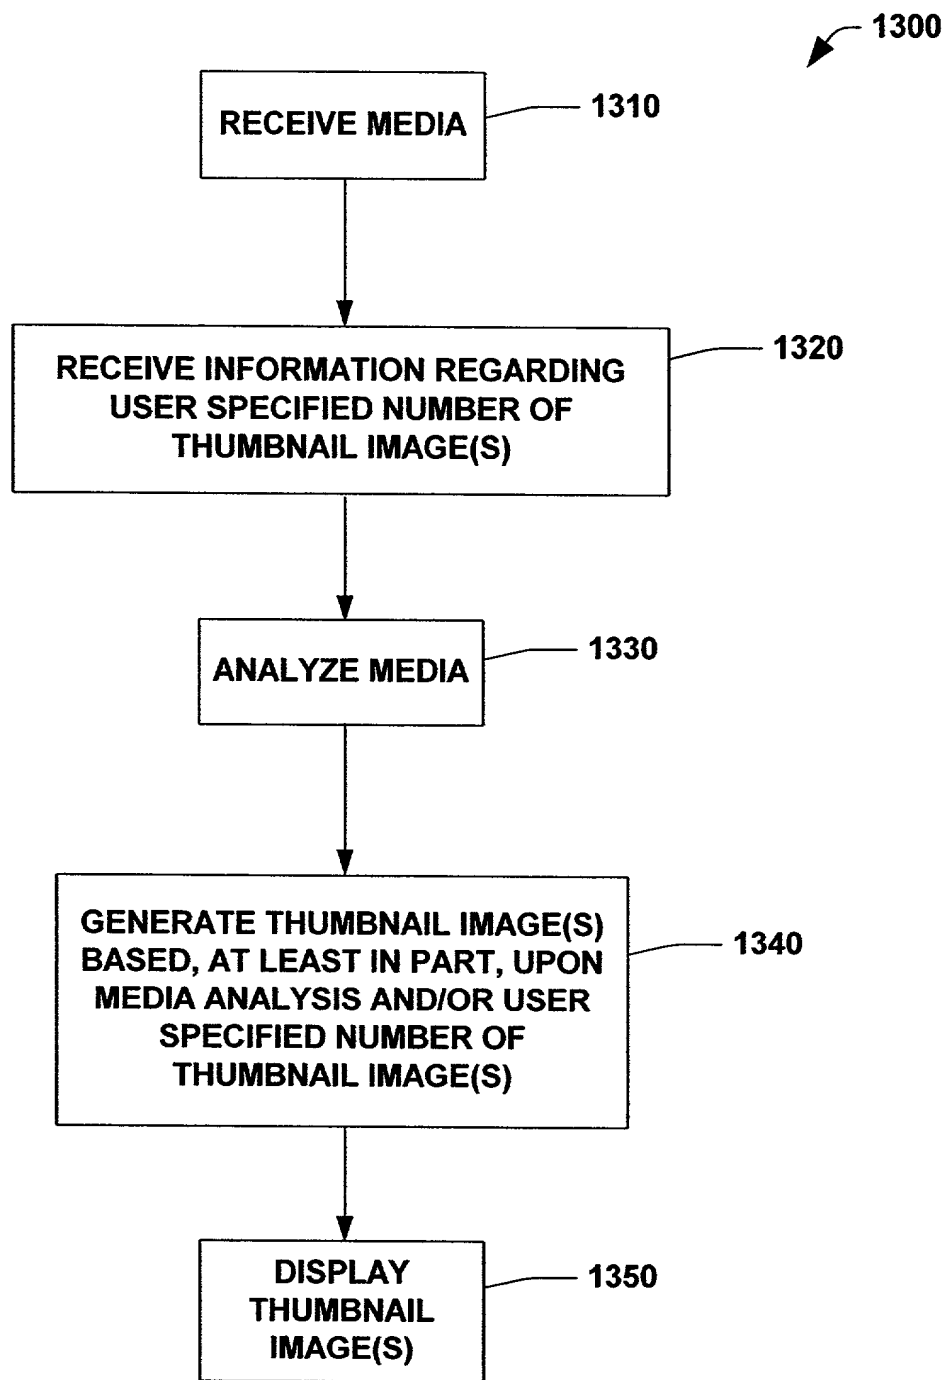 1300
RECEIVE MEDIA
1310
RECEIVE INFORMATION REGARDING
USER SPECIFIED NUMBER OF
THUMBNAIL IMAGE(S)
1320
ANALYZE MEDIA
1330
GENERATE THUMBNAIL IMAGE(S)
BASED, AT LEAST IN PART, UPON
MEDIA ANALYSIS AND/OR USER
SPECIFIED NUMBER OF
THUMBNAIL IMAGE(S)
1340
DISPLAY
THUMBNAIL
IMAGE(S)
1350